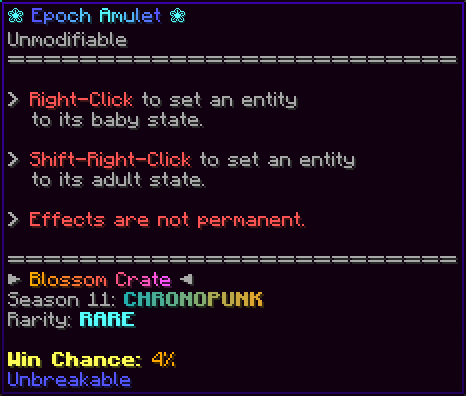 ❀ Epoch Amulet ❀
Unmodifiable
================================
> Right-Click to set an entity
to its baby state.
> Shift-Right-Click to set an entity
to its adult state.
> Effects are not permanent.
================================
► Blossom Crate ◄
Season 11: CHRONOPUNK
Rarity: RARE
Win Chance: 4%
Unbreakable